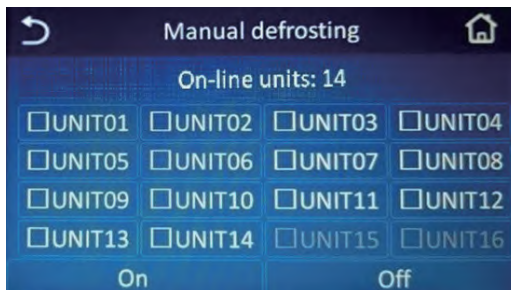 Manual defrosting
On-line units: 14
☐UNIT01 ☐UNIT02 ☐UNIT03 ☐UNIT04
☐UNIT05 ☐UNIT06 ☐UNIT07 ☐UNIT08
☐UNIT09 ☐UNIT10 ☐UNIT11 ☐UNIT12
☐UNIT13 ☐UNIT14 ☐UNIT15 ☐UNIT16
On Off